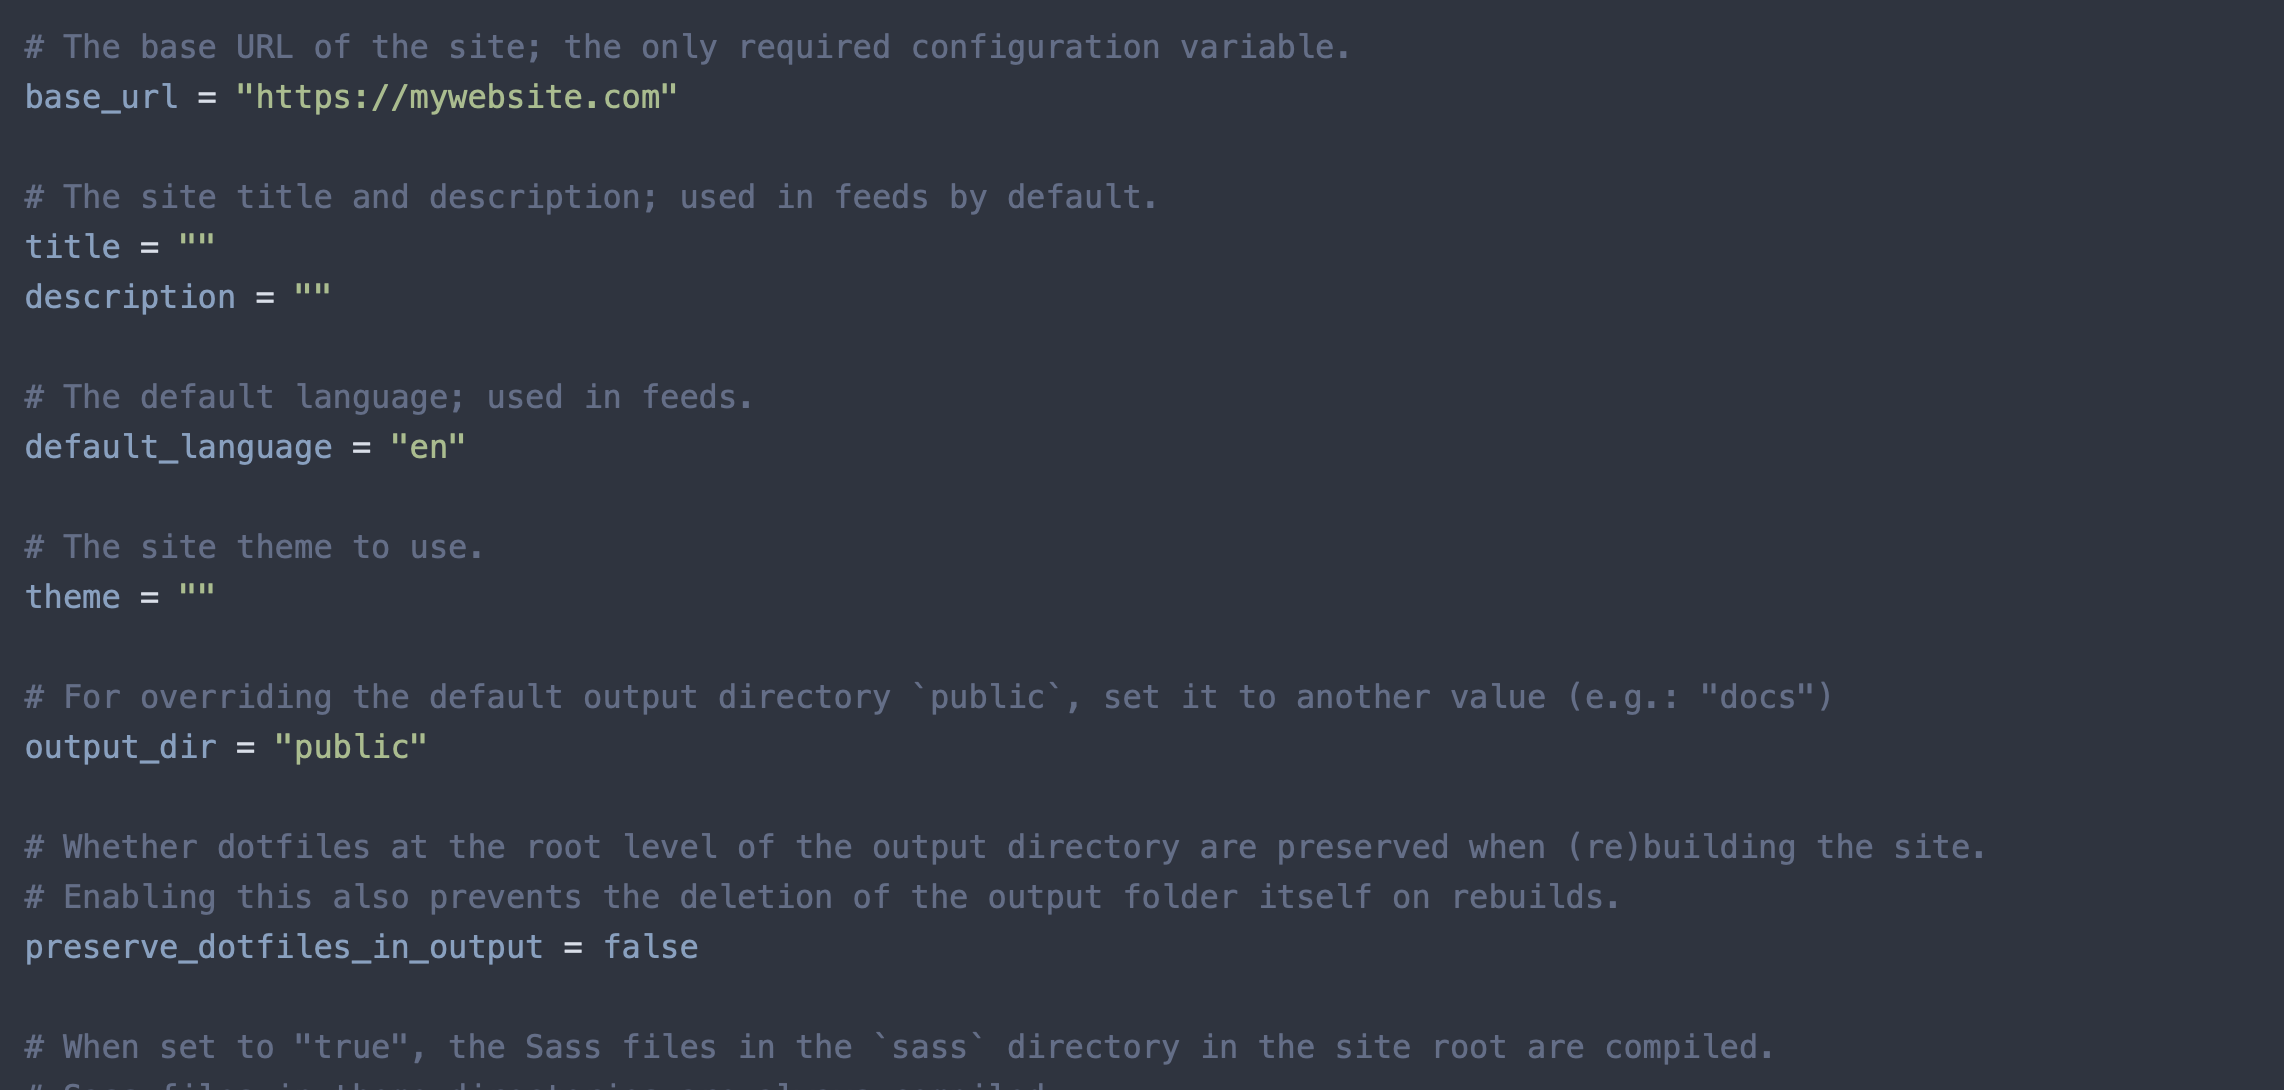 # The base URL of the site; the only required configuration variable.
base_url = "https://mywebsite.com"
# The site title and description; used in feeds by default.
title = ""
description = ""
# The default language; used in feeds.
default_language = "en"
# The site theme to use.
theme = ""
# For overriding the default output directory `public`, set it to another value (e.g.: "docs")
output_dir = "public"
# Whether dotfiles at the root level of the output directory are preserved when (re)building the site.
# Enabling this also prevents the deletion of the output folder itself on rebuilds.
preserve_dotfiles_in_output = false
# When set to "true", the Sass files in the `sass` directory in the site root are compiled.